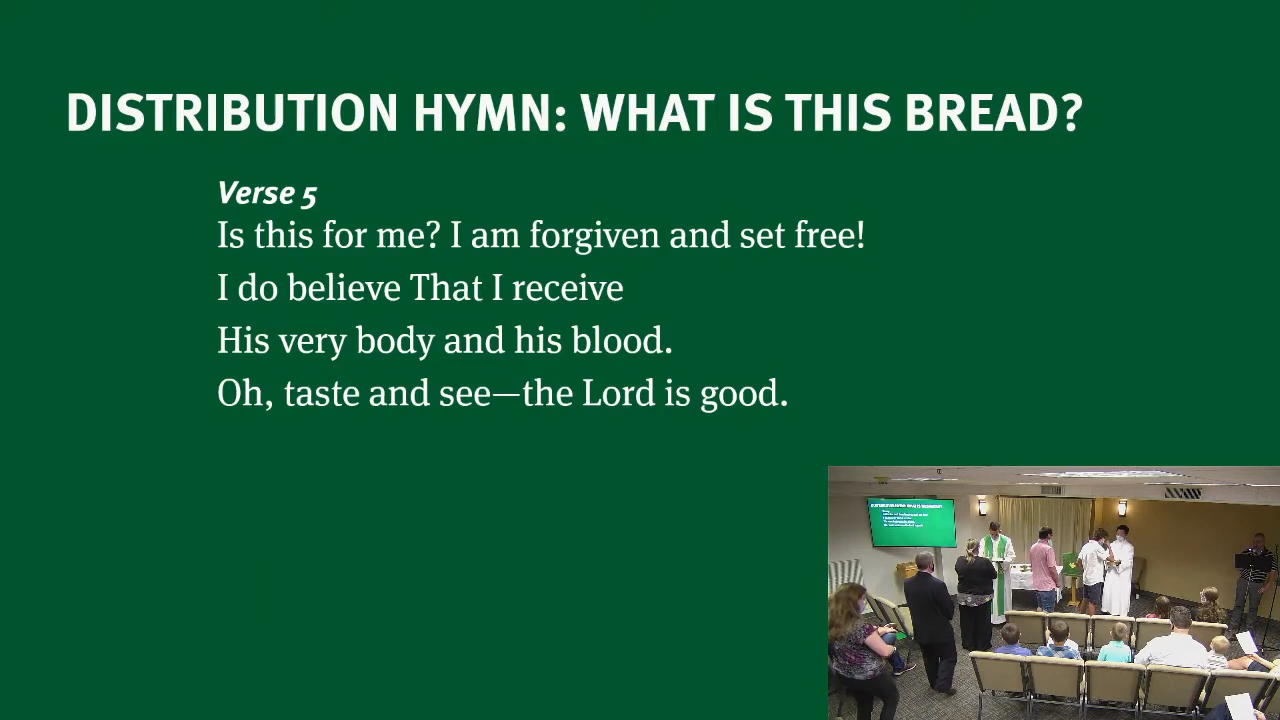 DISTRIBUTION HYMN: WHAT IS THIS BREAD?
Verse 5
Is this for me? I am forgiven and set free!
I do believe That I receive
His very body and his blood.
Oh, taste and see—the Lord is good.